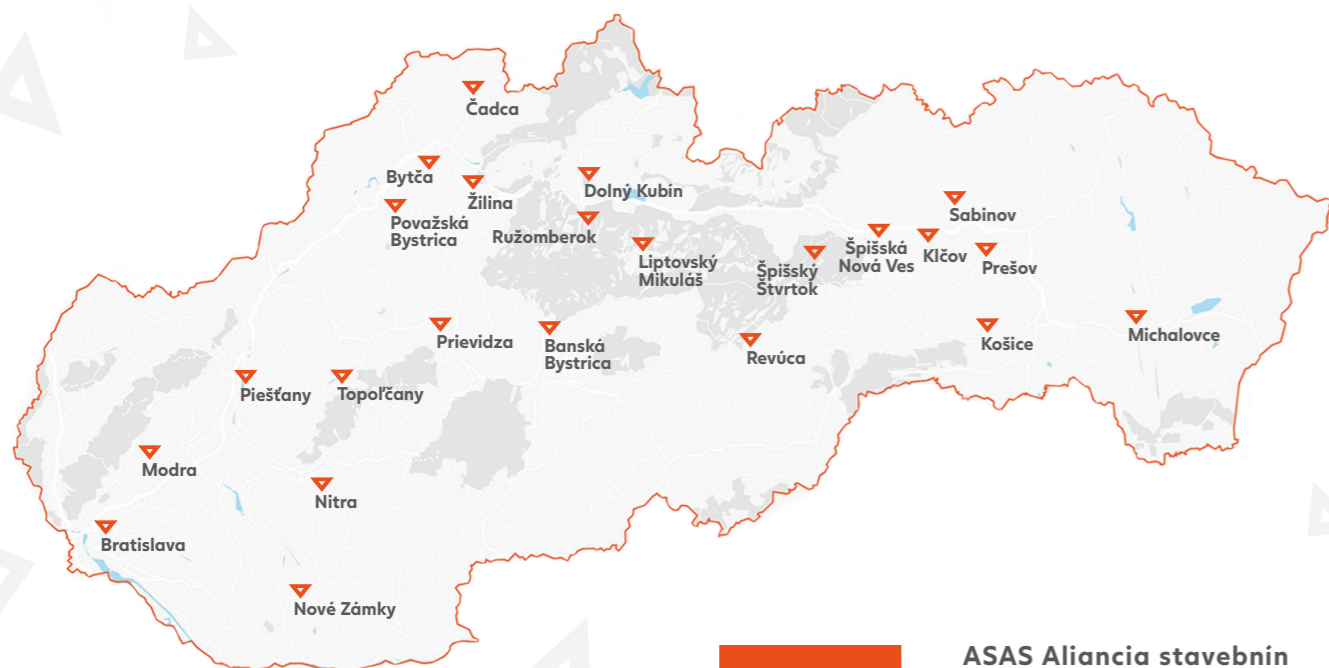 Čadca
Bytča
Žilina
Dolný Kubín
Považská
Bystrica
Ružomberok
Liptovský
Mikuláš
Sabinov
Špišská
Nová Ves
Klčov
Prešov
Špišský
Štvrtok
Prievidza
Banská
Bystrica
Revúca
Košice
Michalovce
Piešťany
Topoľčany
Modra
Nitra
Bratislava
Nové Zámky
ASAS Aliancia stavebnín